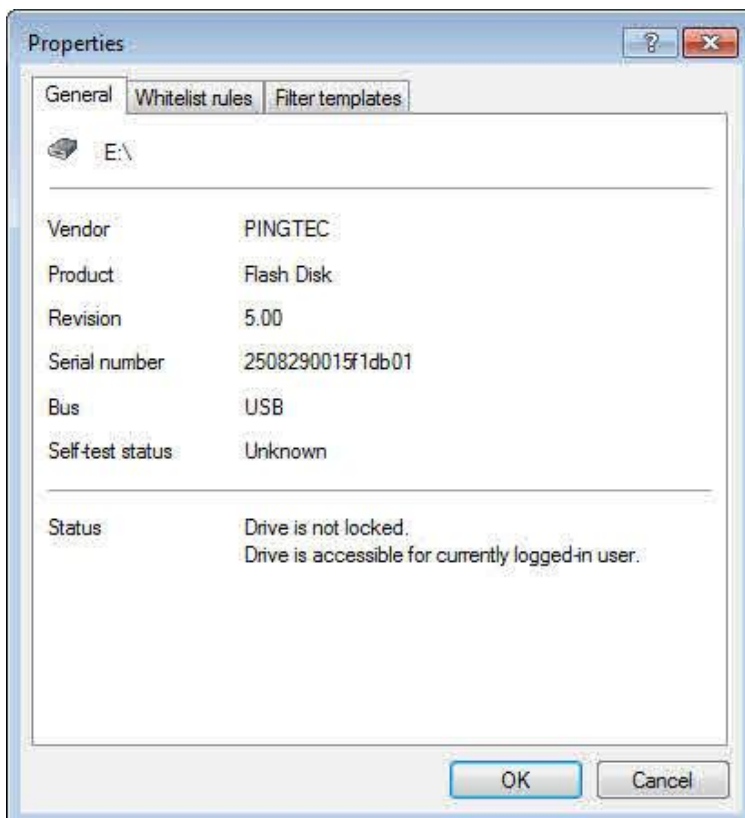 Properties
General Whitelist rules Filter templates
E:\
Vendor PINGTEC
Product Flash Disk
Revision 5.00
Serial number 2508290015f1db01
Bus USB
Self-test status Unknown
Status Drive is not locked.
Drive is accessible for currently logged-in user.
OK Cancel